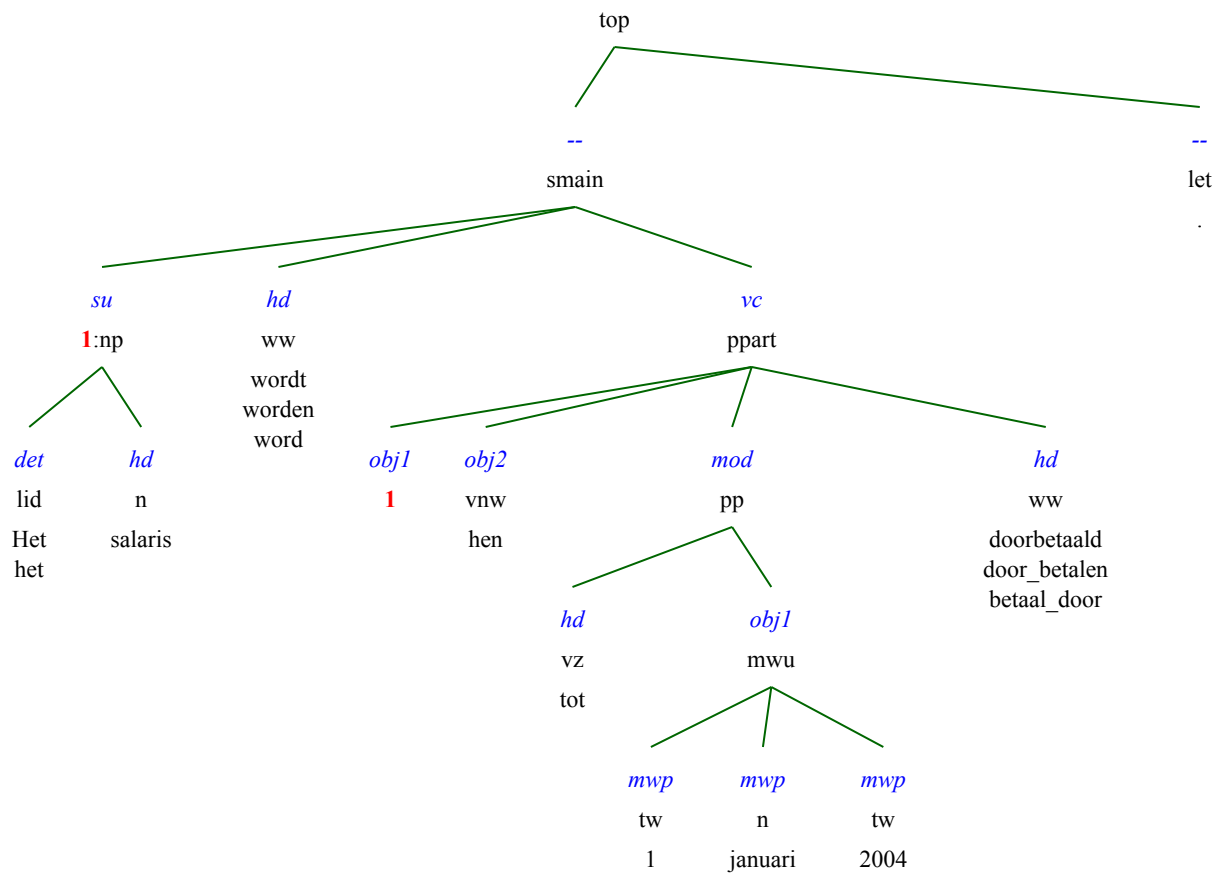 top
-- --
smain let
.
su hd vc
1:np ww ppart
wordt
worden
word
det hd obj1 obj2 mod hd
lid n 1 vnw pp ww
Het salaris hen doorbetaald
het door_betalen
betaal_door
hd obj1
vz mwu
tot
mwp mwp mwp
tw n tw
1 januari 2004